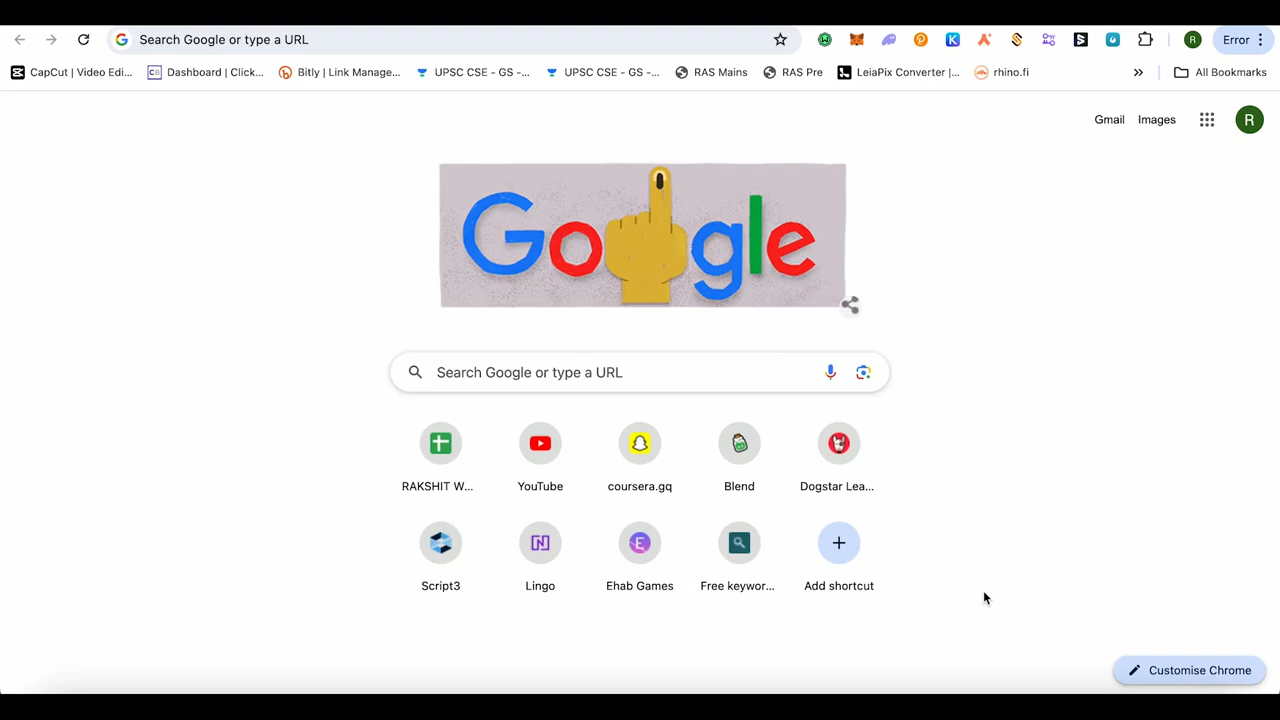 Search Google or type a URL
R
Error
CapCut | Video Edi...
CB
Dashboard | Click...
Bitly | Link Manage...
UPSC CSE - GS -...
UPSC CSE - GS -...
RAS Mains
RAS Pre
LeiaPix Converter |...
rhino.fi
»
All Bookmarks
Gmail
Images
R
Google
Search Google or type a URL
RAKSHIT W...
YouTube
coursera.gq
Blend
Dogstar Lea...
Script3
Lingo
E
Ehab Games
Free keywor...
Add shortcut
Customise Chrome